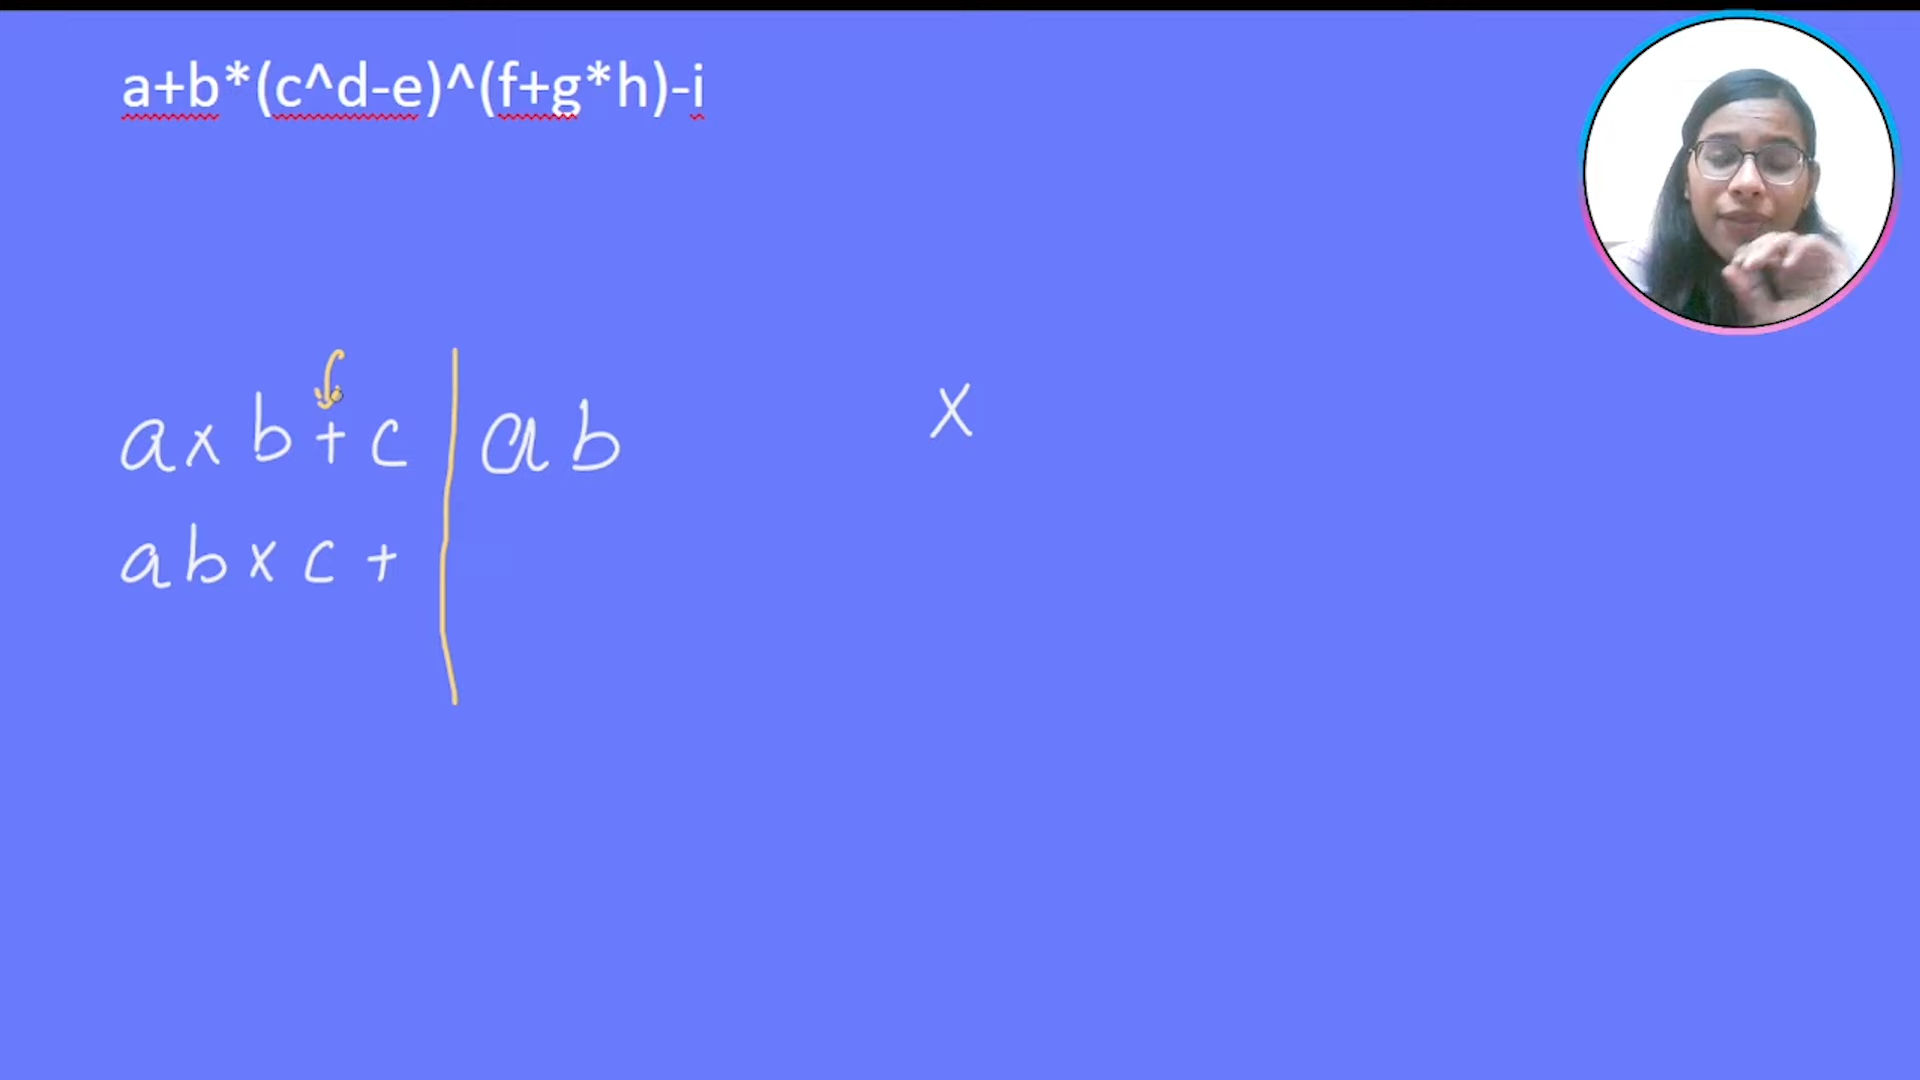 a+b*(c^d-e)^(f+g*h)-i
a x b + c a b x
a b x c +